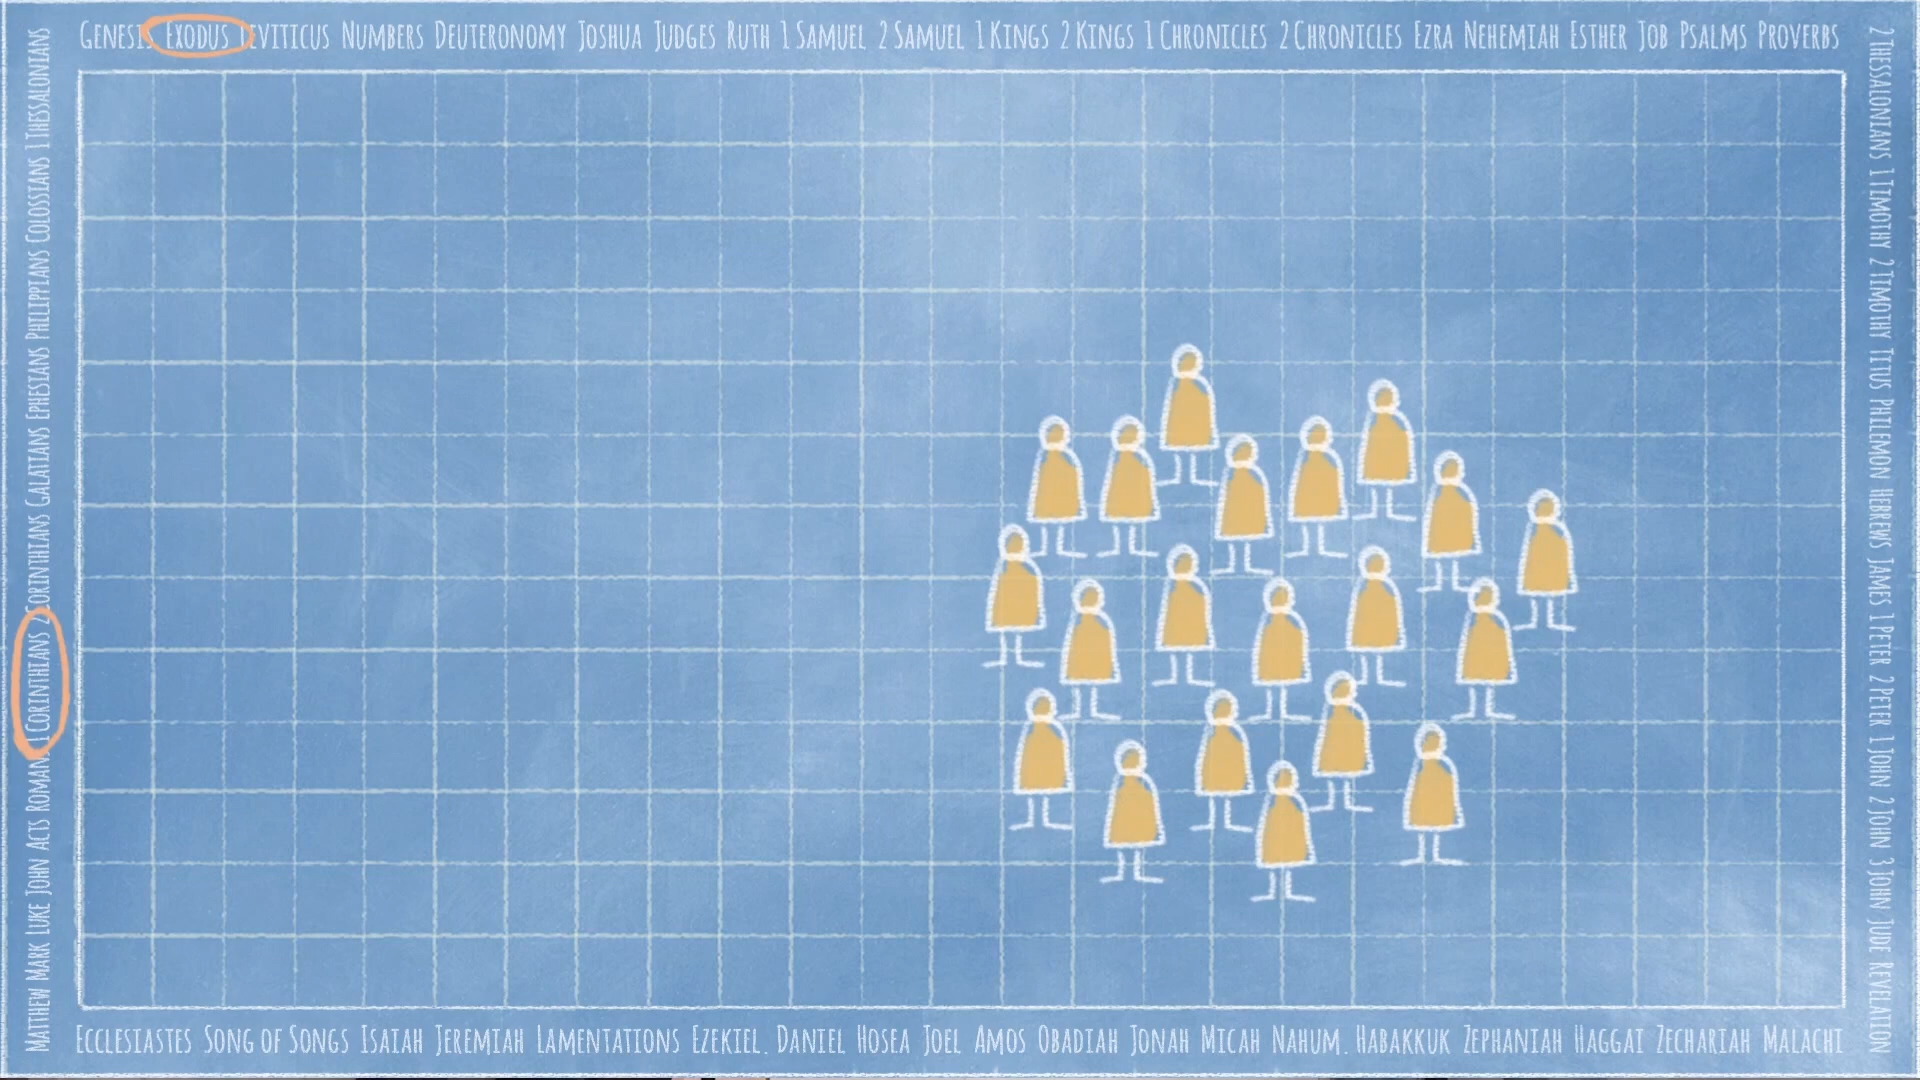 Genesis Exodus Leviticus Numbers Deuteronomy Joshua Judges Ruth 1 Samuel 2 Samuel 1 Kings 2 Kings 1 Chronicles 2 Chronicles Ezra Nehemiah Esther Job Psalms Proverbs
Matthew Mark Luke John Acts Romans 1 Corinthians 2 Corinthians Galatians Ephesians Philippians Colossians 1 Thessalonians
2 Thessalonians 1 Timothy 2 Timothy Titus Philemon Hebrews James 1 Peter 2 Peter 1 John 2 John 3 John Jude Revelation
Ecclesiastes Song of Songs Isaiah Jeremiah Lamentations Ezekiel. Daniel Hosea Joel Amos Obadiah Jonah Micah Nahum. Habakkuk Zephaniah Haggai Zechariah Malachi